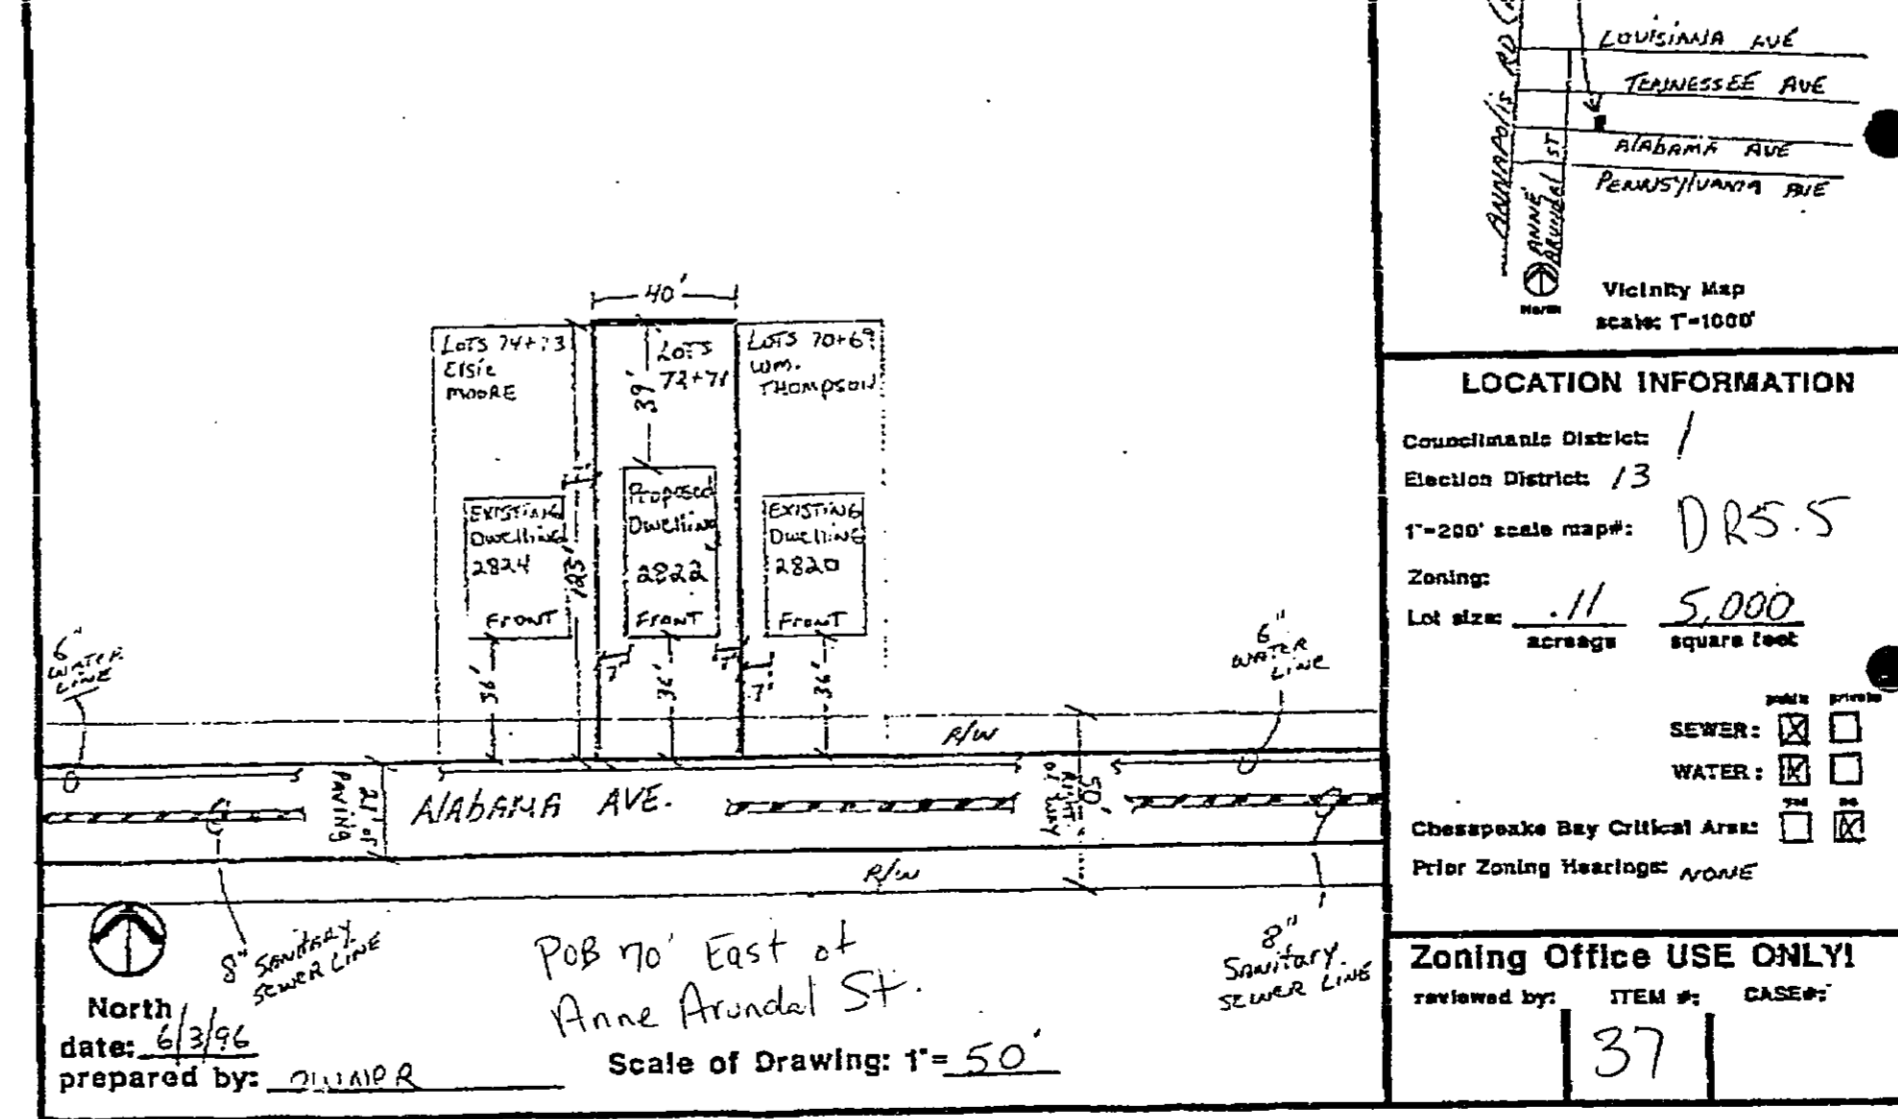 40'
LOTS 74+73
Elsie
MOORE
LOTS
72+71
LOTS 70+69
WM.
THOMPSON
39'
125'
EXISTING
Dwelling
2824
FRONT
Proposed
Dwelling
2822
FRONT
EXISTING
Dwelling
2820
FRONT
7'
7'
7'
36'
36'
36'
6"
WATER
LINE
6"
WATER
LINE
R/W
21' of
PAVING
AlAbAMA AVE.
50'
RIGHT
of WAY
R/W
8" SANITARY
SEWER LINE
8"
Sanitary
SEWER LINE
POB 70' East of
Anne Arundal St.
North
date: 6/3/96
prepared by: OWNER
Scale of Drawing: 1"= 50'
ANNAPOlis RD
LOUISIANA AVE
TENNESSEE AVE
AlAbAMA AVE
PENNSYlVANIA AVE
ANNE
ARUNDAl ST
North
Vicinity Map
scale: 1"=1000'
LOCATION INFORMATION
Councilmanic District: 1
Election District: 13
1"=200' scale map#:
DR5.5
Zoning:
Lot size: .11 5,000
acreage square feet
public private
SEWER:
WATER:
yes no
Chesapeake Bay Critical Area:
Prior Zoning Hearings: NONE
Zoning Office USE ONLY!
reviewed by: ITEM #: CASE#:
37